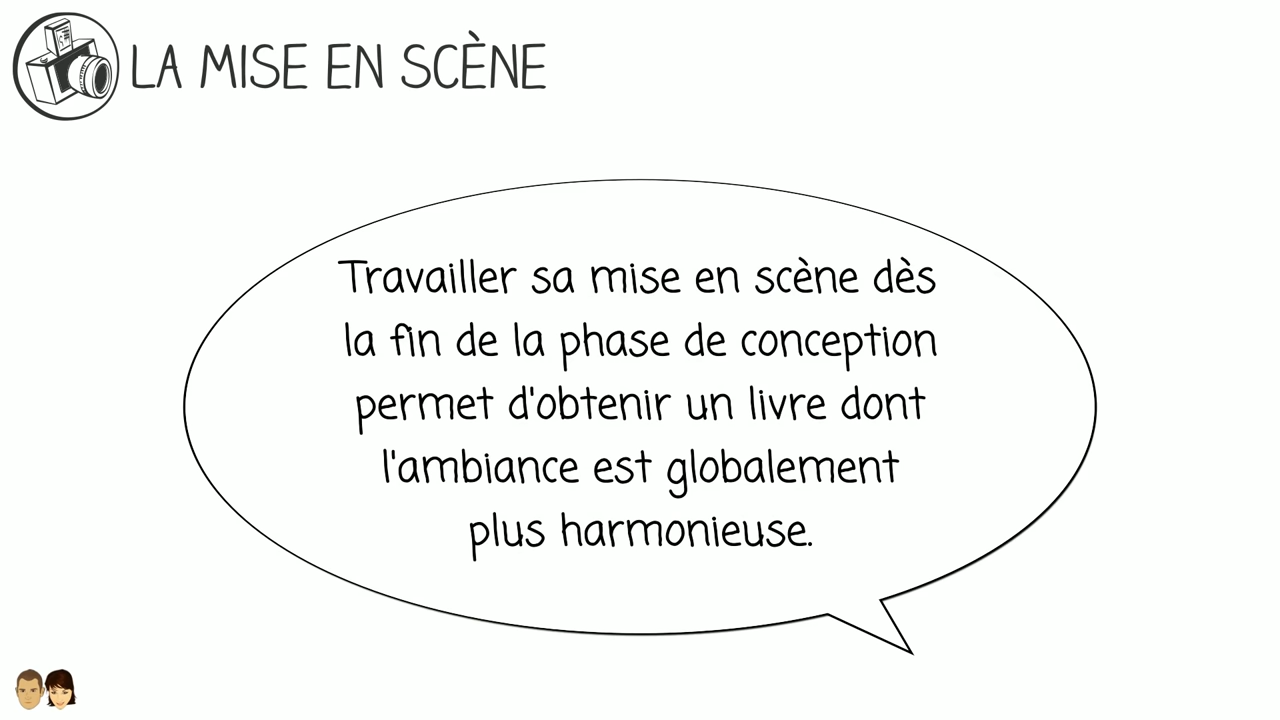 LA MISE EN SCÈNE
Travailler sa mise en scène dès
la fin de la phase de conception
permet d'obtenir un livre dont
l'ambiance est globalement
plus harmonieuse.